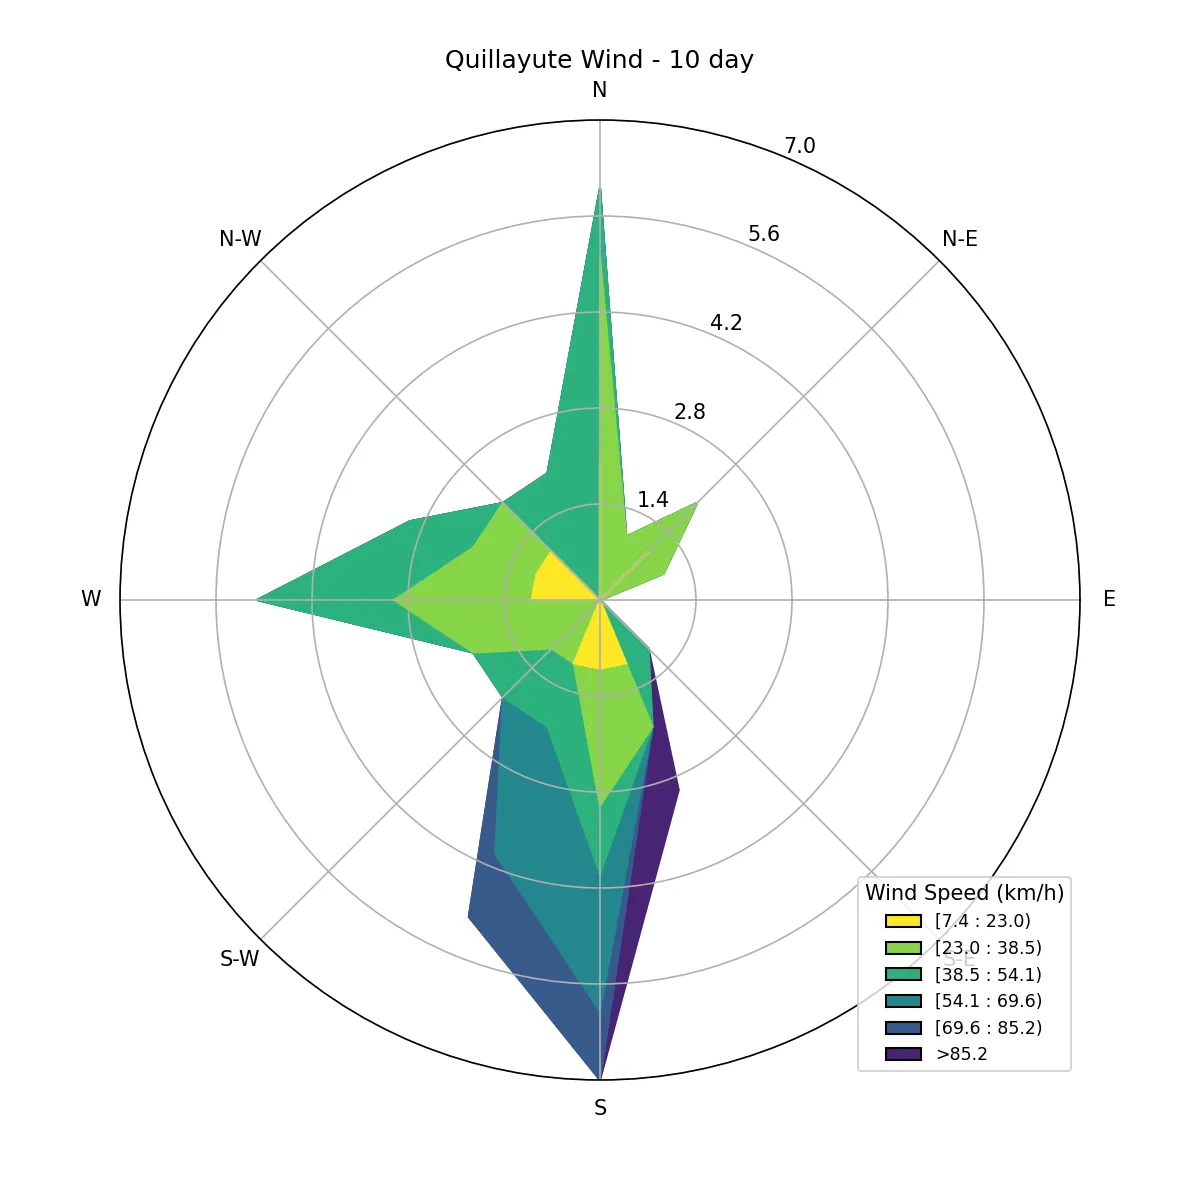 Quillayute Wind - 10 day
N
7.0
N-W
5.6
N-E
4.2
2.8
1.4
W
E
Wind Speed (km/h)
[7.4 : 23.0)
[23.0 : 38.5)
S-W
S-E
[38.5 : 54.1)
[54.1 : 69.6)
[69.6 : 85.2)
>85.2
S